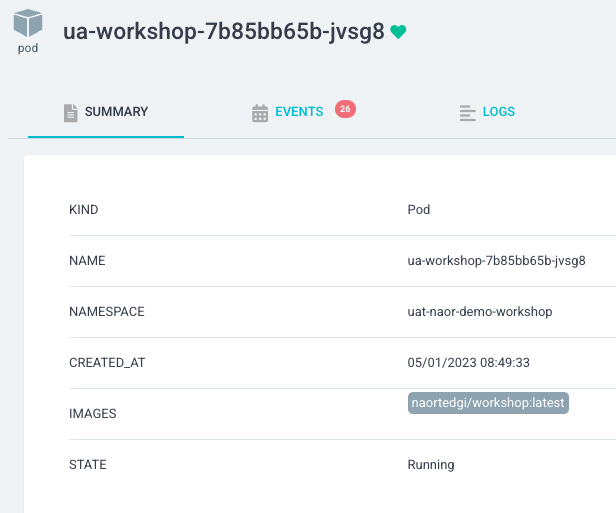 pod
ua-workshop-7b85bb65b-jvsg8
SUMMARY
EVENTS 26
LOGS
KIND Pod
NAME ua-workshop-7b85bb65b-jvsg8
NAMESPACE uat-naor-demo-workshop
CREATED_AT 05/01/2023 08:49:33
IMAGES naortedgi/workshop:latest
STATE Running